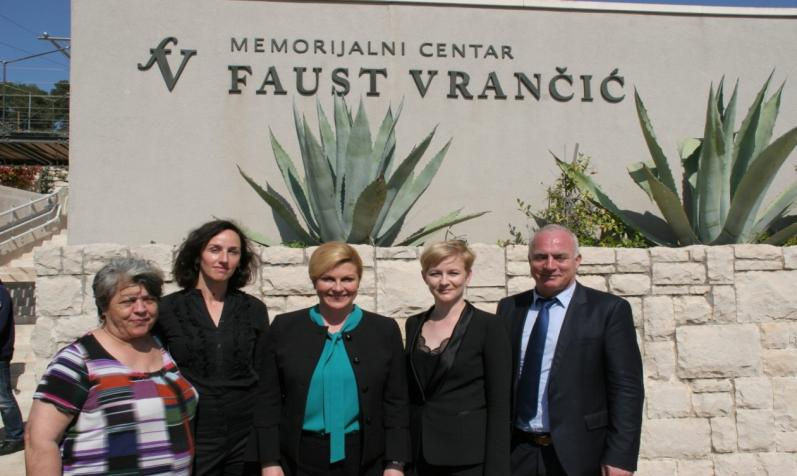 fv
MEMORIJALNI CENTAR
FAUST VRANČIĆ